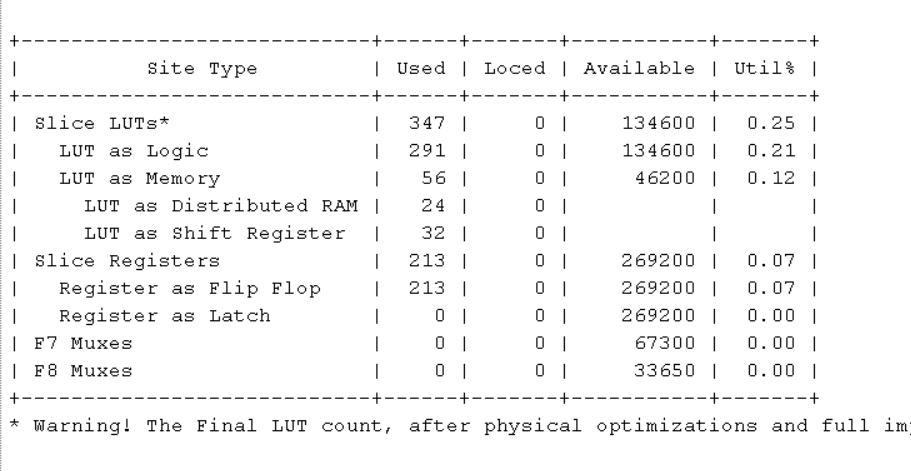 +----------------------------+------+-------+-----------+-------+
|          Site Type         | Used | Loced | Available | Util% |
+----------------------------+------+-------+-----------+-------+
| Slice LUTs*                |  347 |     0 |    134600 |  0.25 |
|   LUT as Logic             |  291 |     0 |    134600 |  0.21 |
|   LUT as Memory            |   56 |     0 |     46200 |  0.12 |
|     LUT as Distributed RAM |   24 |     0 |           |       |
|     LUT as Shift Register  |   32 |     0 |           |       |
| Slice Registers            |  213 |     0 |    269200 |  0.07 |
|   Register as Flip Flop    |  213 |     0 |    269200 |  0.07 |
|   Register as Latch        |    0 |     0 |    269200 |  0.00 |
| F7 Muxes                   |    0 |     0 |     67300 |  0.00 |
| F8 Muxes                   |    0 |     0 |     33650 |  0.00 |
+----------------------------+------+-------+-----------+-------+
* Warning! The Final LUT count, after physical optimizations and full